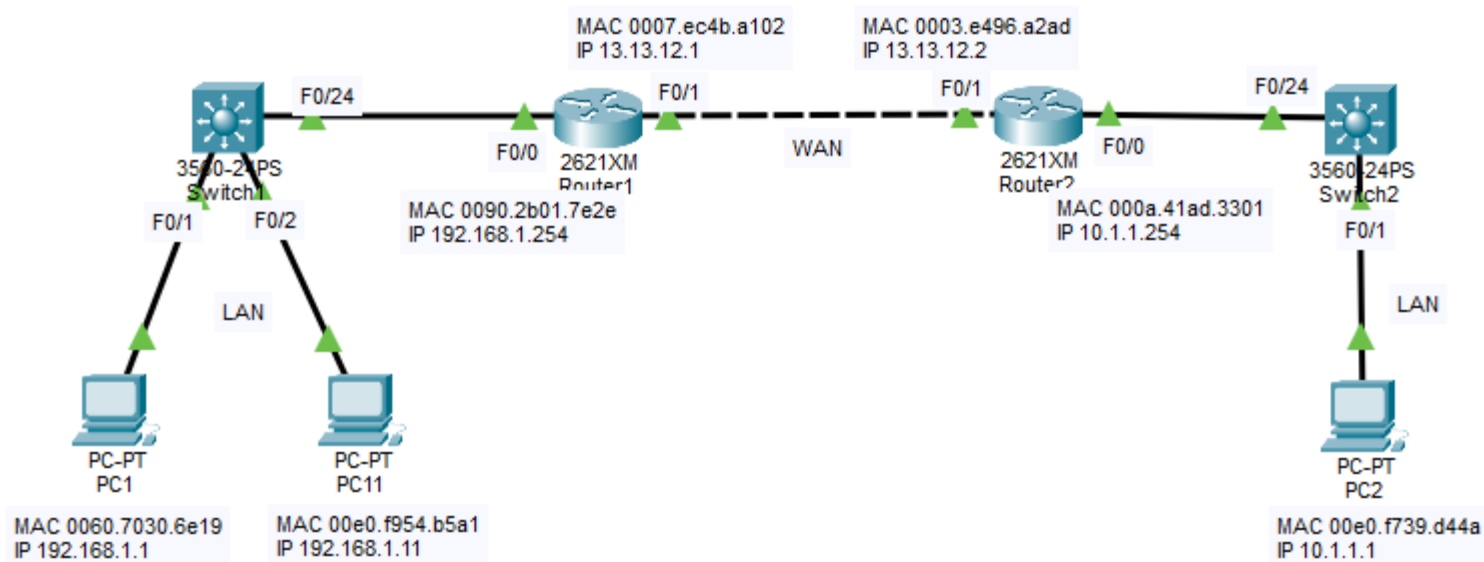 MAC 0007.ec4b.a102
IP 13.13.12.1
MAC 0003.e496.a2ad
IP 13.13.12.2
F0/24
F0/1
F0/1
F0/24
F0/0
WAN
F0/0
3560-24PS
Switch1
2621XM
Router1
2621XM
Router2
3560-24PS
Switch2
MAC 0090.2b01.7e2e
IP 192.168.1.254
MAC 000a.41ad.3301
IP 10.1.1.254
F0/1
F0/2
F0/1
LAN
LAN
PC-PT
PC1
PC-PT
PC11
PC-PT
PC2
MAC 0060.7030.6e19
IP 192.168.1.1
MAC 00e0.f954.b5a1
IP 192.168.1.11
MAC 00e0.f739.d44a
IP 10.1.1.1